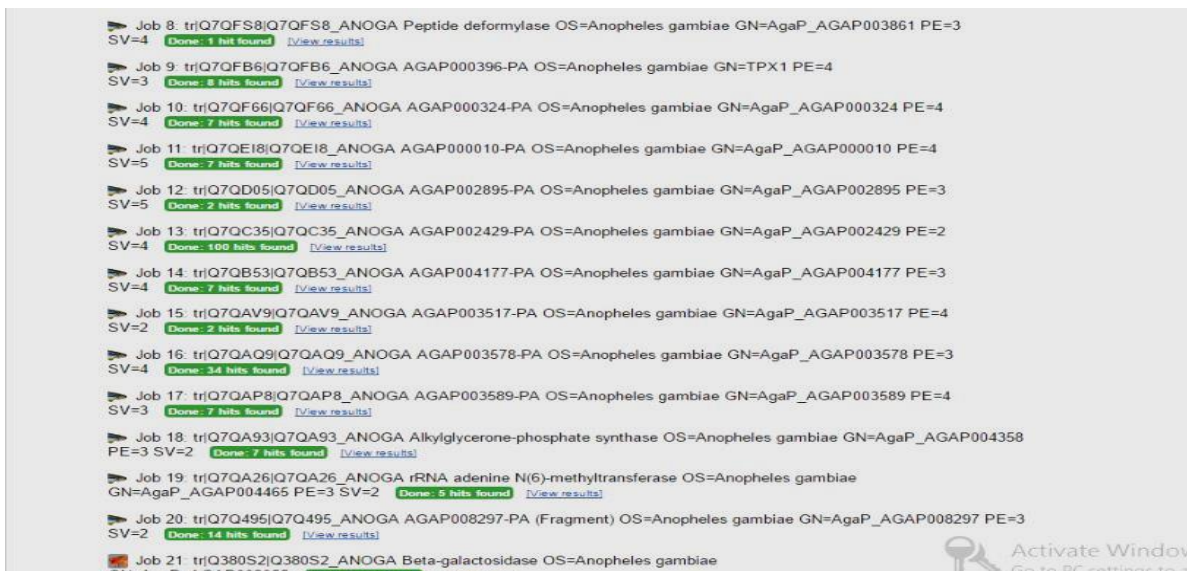 Job 8: tr|Q7QFS8|Q7QFS8_ANOGA Peptide deformylase OS=Anopheles gambiae GN=AgaP_AGAP003861 PE=3
SV=4 Done: 1 hit found [View results]
Job 9: tr|Q7QFB6|Q7QFB6_ANOGA AGAP000396-PA OS=Anopheles gambiae GN=TPX1 PE=4
SV=3 Done: 8 hits found [View results]
Job 10: tr|Q7QF66|Q7QF66_ANOGA AGAP000324-PA OS=Anopheles gambiae GN=AgaP_AGAP000324 PE=4
SV=4 Done: 7 hits found [View results]
Job 11: tr|Q7QEI8|Q7QEI8_ANOGA AGAP000010-PA OS=Anopheles gambiae GN=AgaP_AGAP000010 PE=4
SV=5 Done: 7 hits found [View results]
Job 12: tr|Q7QD05|Q7QD05_ANOGA AGAP002895-PA OS=Anopheles gambiae GN=AgaP_AGAP002895 PE=3
SV=5 Done: 2 hits found [View results]
Job 13: tr|Q7QC35|Q7QC35_ANOGA AGAP002429-PA OS=Anopheles gambiae GN=AgaP_AGAP002429 PE=2
SV=4 Done: 100 hits found [View results]
Job 14: tr|Q7QB53|Q7QB53_ANOGA AGAP004177-PA OS=Anopheles gambiae GN=AgaP_AGAP004177 PE=3
SV=4 Done: 7 hits found [View results]
Job 15: tr|Q7QAV9|Q7QAV9_ANOGA AGAP003517-PA OS=Anopheles gambiae GN=AgaP_AGAP003517 PE=4
SV=2 Done: 2 hits found [View results]
Job 16: tr|Q7QAQ9|Q7QAQ9_ANOGA AGAP003578-PA OS=Anopheles gambiae GN=AgaP_AGAP003578 PE=3
SV=4 Done: 34 hits found [View results]
Job 17: tr|Q7QAP8|Q7QAP8_ANOGA AGAP003589-PA OS=Anopheles gambiae GN=AgaP_AGAP003589 PE=4
SV=3 Done: 7 hits found [View results]
Job 18: tr|Q7QA93|Q7QA93_ANOGA Alkylglycerone-phosphate synthase OS=Anopheles gambiae GN=AgaP_AGAP004358
PE=3 SV=2 Done: 7 hits found [View results]
Job 19: tr|Q7QA26|Q7QA26_ANOGA rRNA adenine N(6)-methyltransferase OS=Anopheles gambiae
GN=AgaP_AGAP004465 PE=3 SV=2 Done: 5 hits found [View results]
Job 20: tr|Q7Q495|Q7Q495_ANOGA AGAP008297-PA (Fragment) OS=Anopheles gambiae GN=AgaP_AGAP008297 PE=3
SV=2 Done: 14 hits found [View results]
Job 21: tr|Q380S2|Q380S2_ANOGA Beta-galactosidase OS=Anopheles gambiae
Activate Window